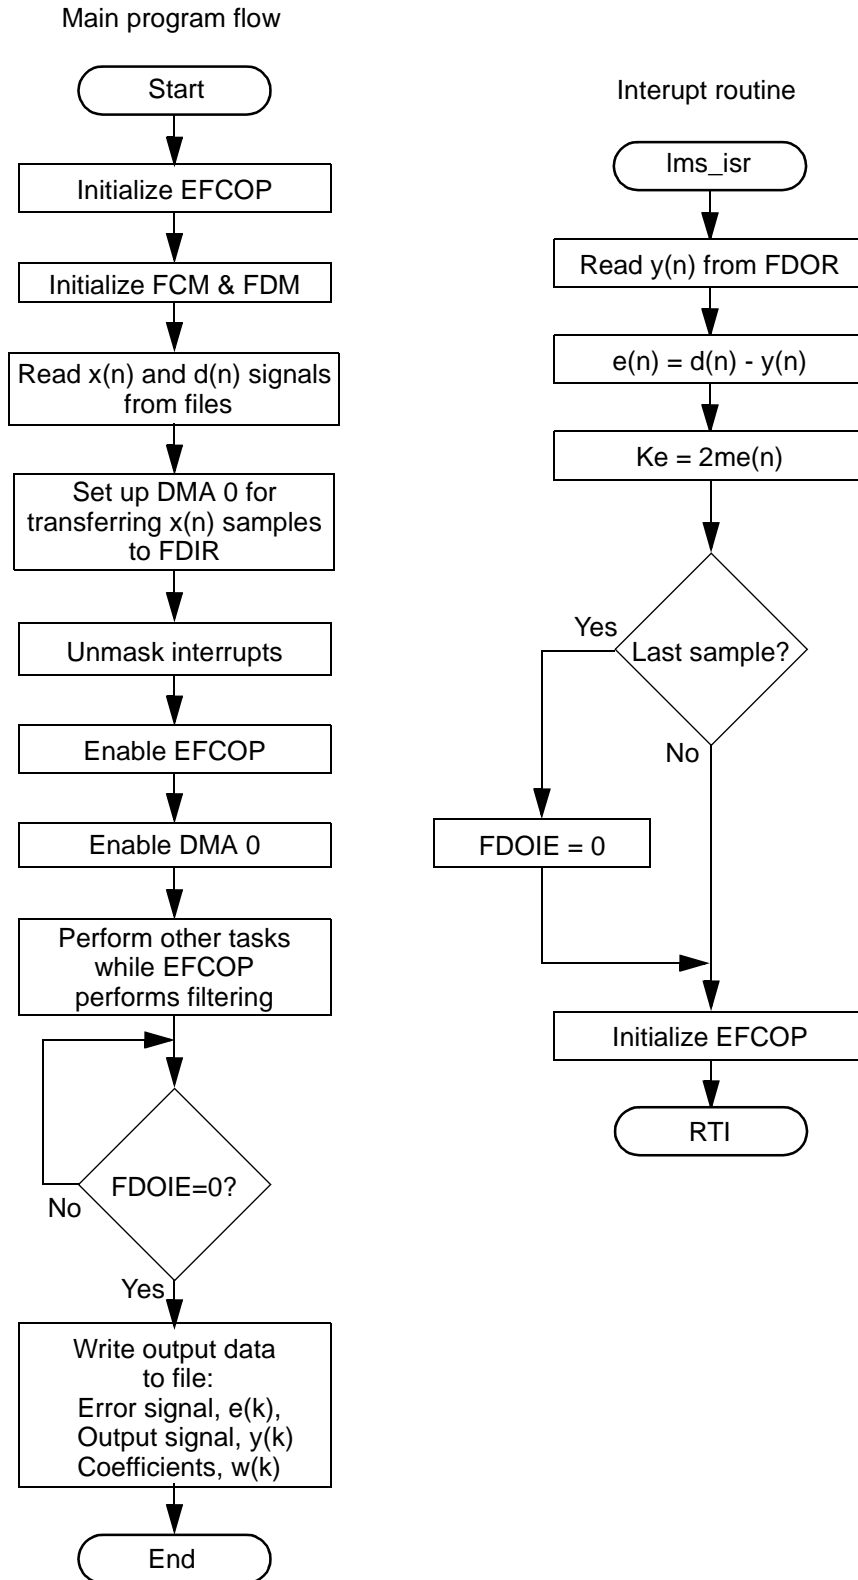 Main program flow
Start
Initialize EFCOP
Initialize FCM & FDM
Read x(n) and d(n) signals
from files
Set up DMA 0 for
transferring x(n) samples
to FDIR
Unmask interrupts
Enable EFCOP
Enable DMA 0
Perform other tasks
while EFCOP
performs filtering
FDOIE=0?
No
Yes
Write output data
to file:
Error signal, e(k),
Output signal, y(k)
Coefficients, w(k)
End
Interupt routine
lms_isr
Read y(n) from FDOR
e(n) = d(n) - y(n)
Ke = 2me(n)
Last sample?
Yes
No
FDOIE = 0
Initialize EFCOP
RTI